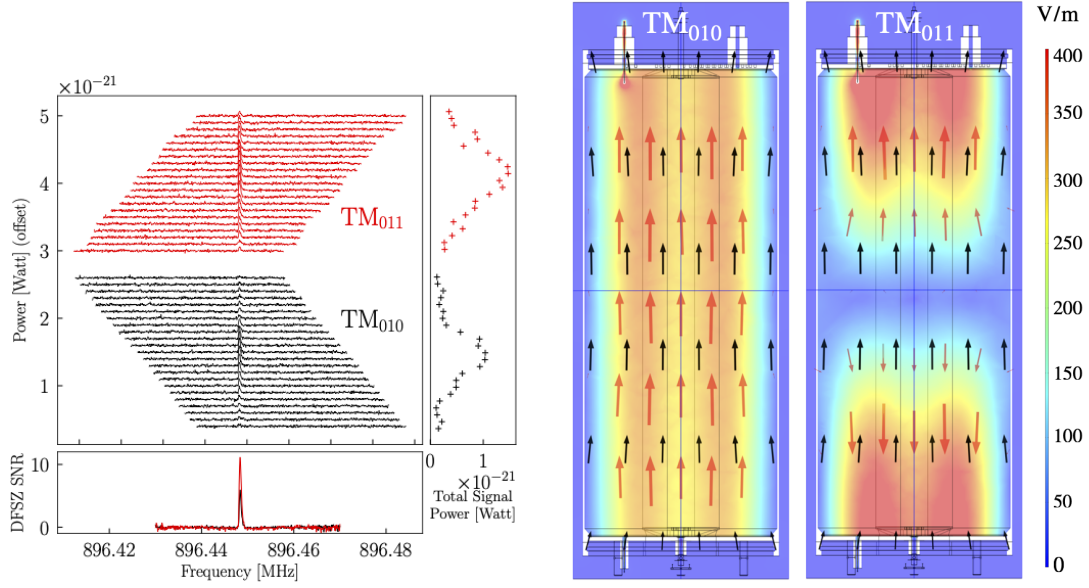 ×10−21
5
4
3
2
1
Power [Watt] (offset)
TM011
TM010
0 1
×10−21
Total Signal
Power [Watt]
10
0
DFSZ SNR
896.42 896.44 896.46 896.48
Frequency [MHz]
TM010
TM011
V/m
400
350
300
250
200
150
100
50
0